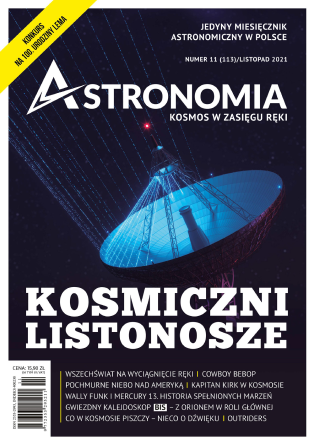 KONKURS
NA 100. URODZINY LEMA
JEDYNY MIESIĘCZNIK
ASTRONOMICZNY W POLSCE
NUMER 11 (113)/LISTOPAD 2021
ASTRONOMIA
KOSMOS W ZASIĘGU RĘKI
KOSMICZNI
LISTONOSZE
CENA: 15,90 ZŁ
WSZECHŚWIAT NA WYCIĄGNIĘCIE RĘKI | COWBOY BEBOP
POCHMURNE NIEBO NAD AMERYKĄ | KAPITAN KIRK W KOSMOSIE
WALLY FUNK I MERCURY 13. HISTORIA SPEŁNIONYCH MARZEŃ
GWIEZDNY KALEJDOSKOP BIS – Z ORIONEM W ROLI GŁÓWNEJ
CO W KOSMOSIE PISZCZY – NIECO O DŹWIĘKU | OUTRIDERS